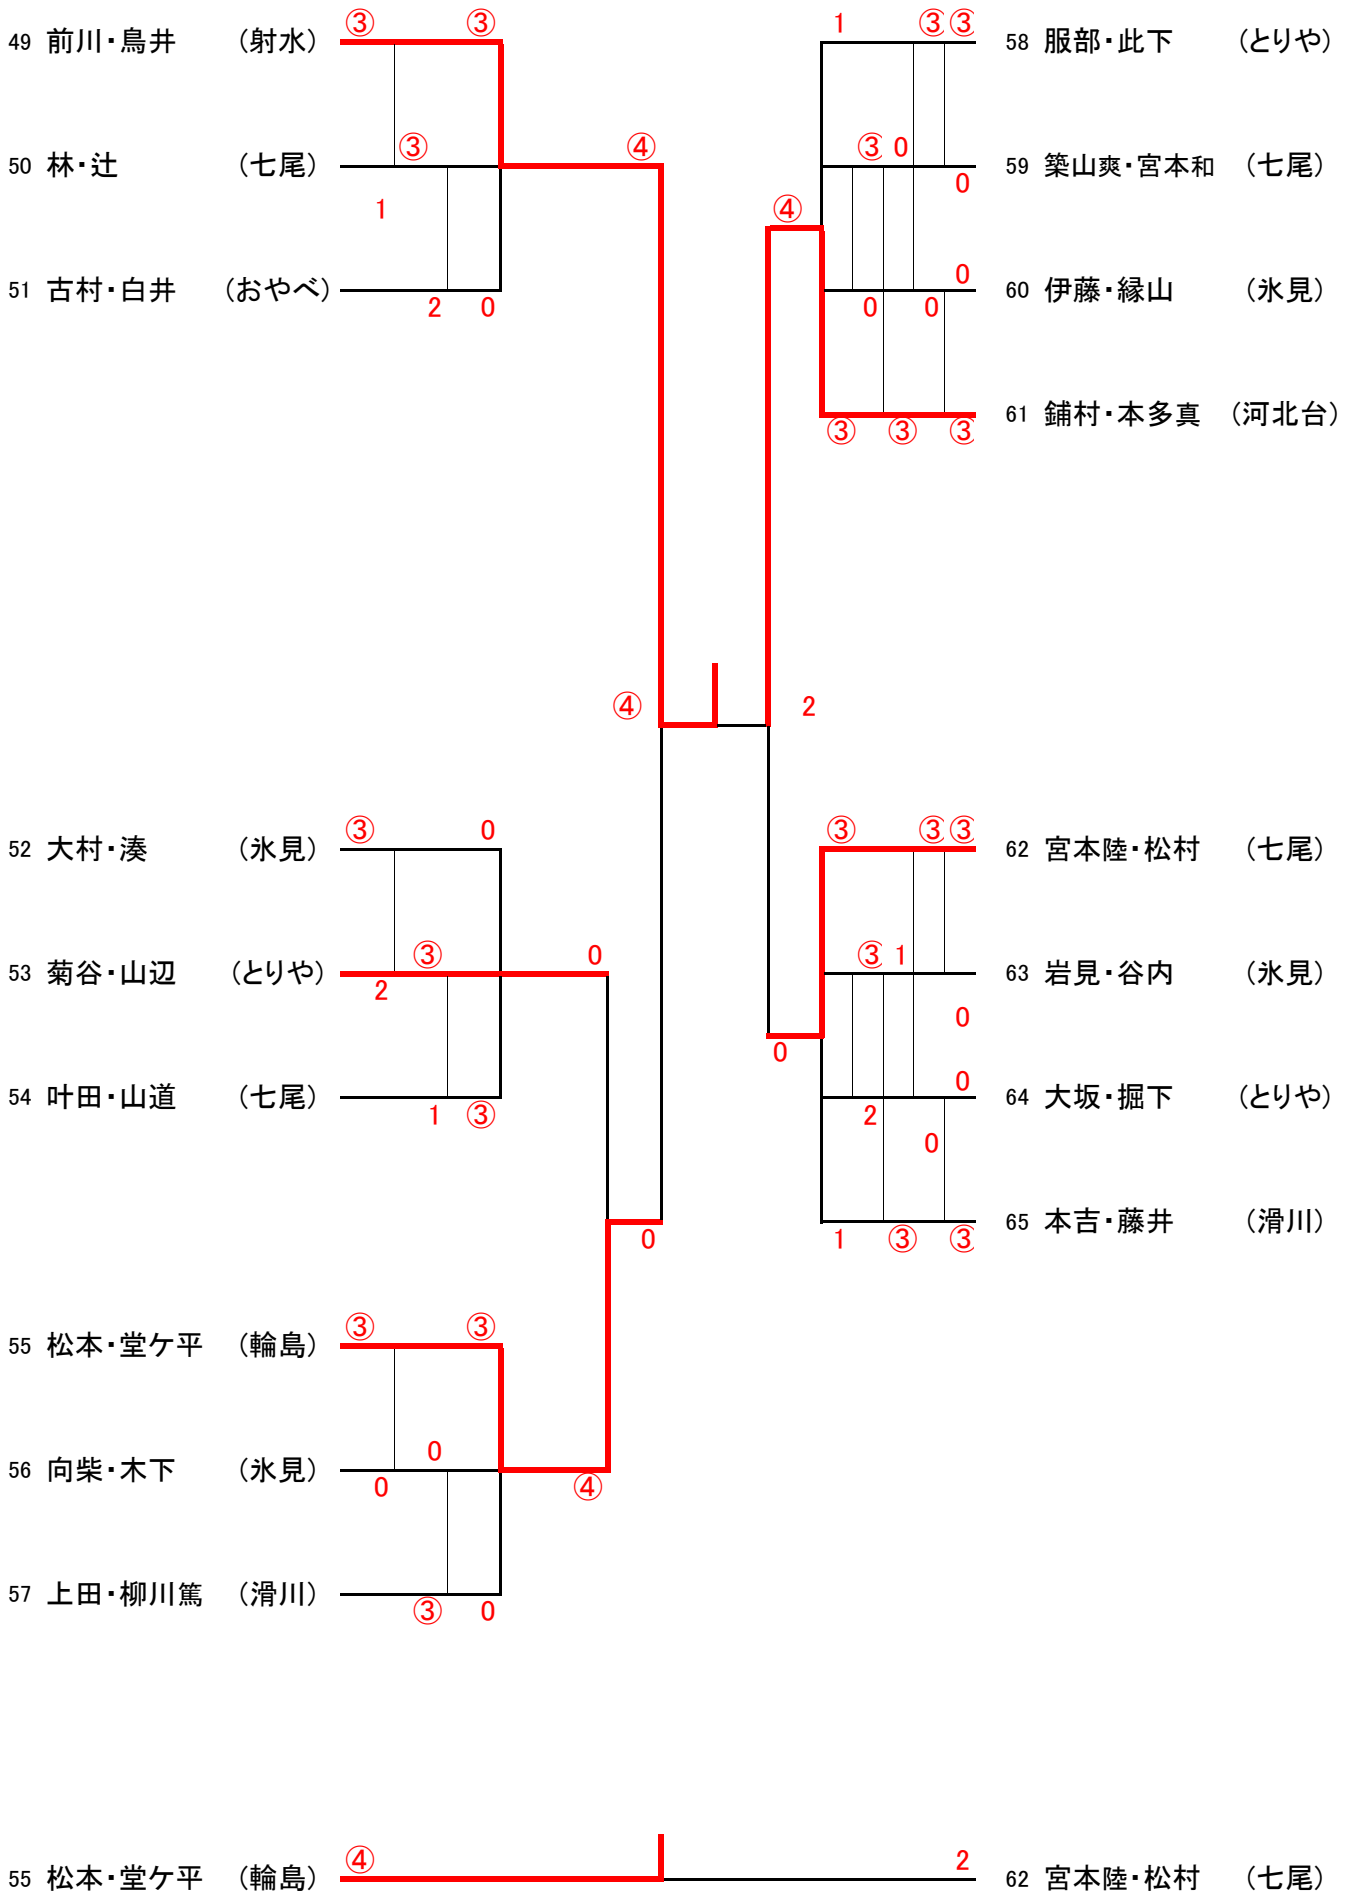 ③ ③ 1 ③ ③
49 前川・鳥井 (射水) 58 服部・此下 (とりや)
③ ④ ③ 0
50 林・辻 (七尾) 59 築山爽・宮本和 (七尾)
1 ④ 0
0
51 古村・白井 (おやべ) 60 伊藤・縁山 (氷見)
2 0 0 0
61 鋪村・本多真 (河北台)
③ ③ ③
④ 2
③ 0 ③ ③ ③
52 大村・湊 (氷見) 62 宮本陸・松村 (七尾)
③ 0 ③ 1
53 菊谷・山辺 (とりや) 63 岩見・谷内 (氷見)
2 0
0 0
54 叶田・山道 (七尾) 64 大坂・掘下 (とりや)
1 ③ 2 0
65 本吉・藤井 (滑川)
0 1 ③ ③
③ ③
55 松本・堂ケ平 (輪島)
0
56 向柴・木下 (氷見)
0 ④
57 上田・柳川篤 (滑川)
③ 0
④ 2
55 松本・堂ケ平 (輪島) 62 宮本陸・松村 (七尾)